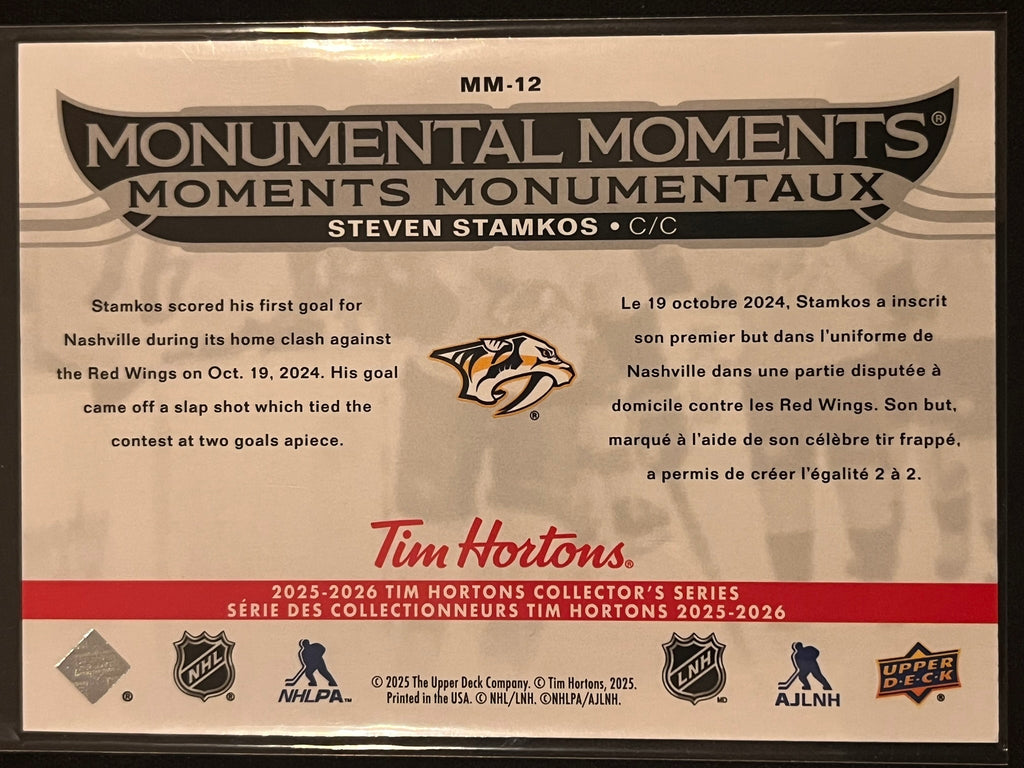 MM-12
MONUMENTAL MOMENTS®
MOMENTS MONUMENTAUX
STEVEN STAMKOS • C/C
Stamkos scored his first goal for
Nashville during its home clash against
the Red Wings on Oct. 19, 2024. His goal
came off a slap shot which tied the
contest at two goals apiece.
®
Le 19 octobre 2024, Stamkos a inscrit
son premier but dans l'uniforme de
Nashville dans une partie disputée à
domicile contre les Red Wings. Son but,
marqué à l'aide de son célèbre tir frappé,
a permis de créer l'égalité 2 à 2.
Tim Hortons®
2025-2026 TIM HORTONS COLLECTOR'S SERIES
SÉRIE DES COLLECTIONNEURS TIM HORTONS 2025-2026
®
NHL ®
NHLPA™
© 2025 The Upper Deck Company. © Tim Hortons, 2025.
Printed in the USA. © NHL/LNH. ©NHLPA/AJLNH.
LNH MD
AJLNH
UPPER
DECK ®